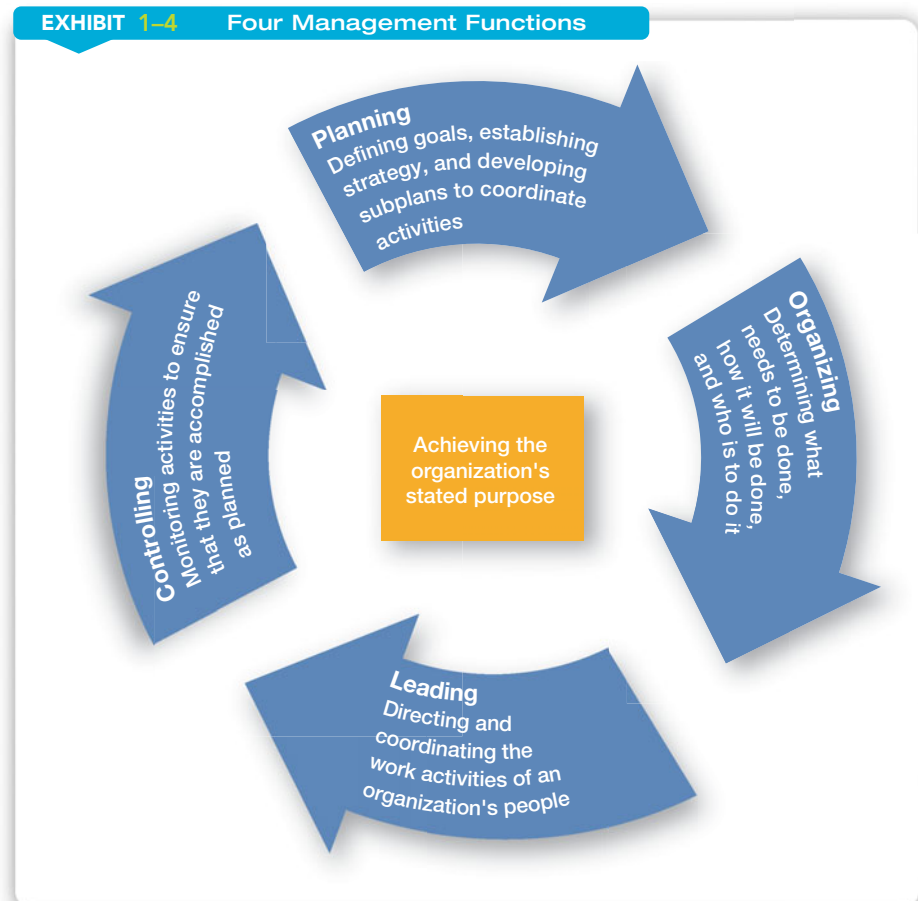 EXHIBIT 1–4 Four Management Functions
Planning
Defining goals, establishing
strategy, and developing
subplans to coordinate
activities
Organizing
Determining what
needs to be done,
how it will be done,
and who is to do it
Leading
Directing and
coordinating the
work activities of an
organization's people
Controlling
Monitoring activities to ensure
that they are accomplished
as planned
Achieving the
organization's
stated purpose